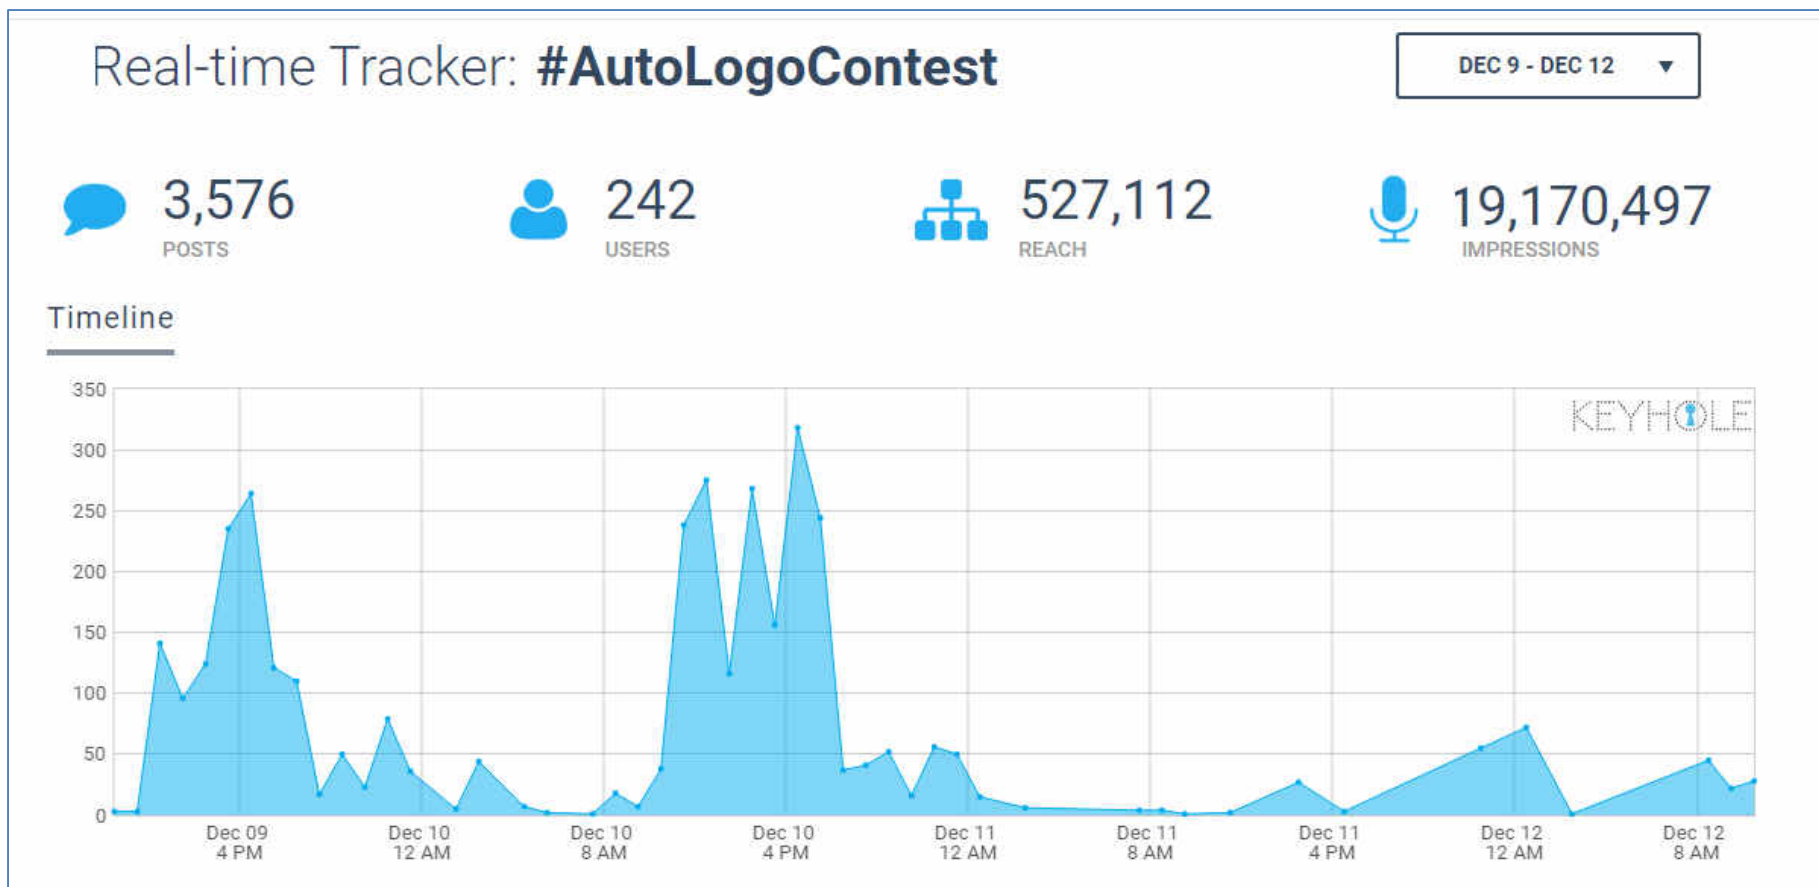 Real-time Tracker: #AutoLogoContest
DEC 9 - DEC 12
3,576
POSTS
242
USERS
527,112
REACH
19,170,497
IMPRESSIONS
Timeline
350
300
250
200
150
100
50
0
KEYHOLE
Dec 09
4 PM
Dec 10
12 AM
Dec 10
8 AM
Dec 10
4 PM
Dec 11
12 AM
Dec 11
8 AM
Dec 11
4 PM
Dec 12
12 AM
Dec 12
8 AM